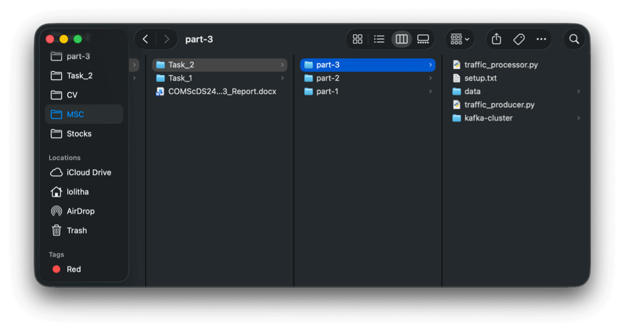 part-3
part-3
Task_2
CV
MSC
Stocks
Locations
iCloud Drive
lolitha
AirDrop
Trash
Tags
Red
Task_2
Task_1
COMScDS24...3_Report.docx
part-3
part-2
part-1
traffic_processor.py
setup.txt
data
traffic_producer.py
kafka-cluster